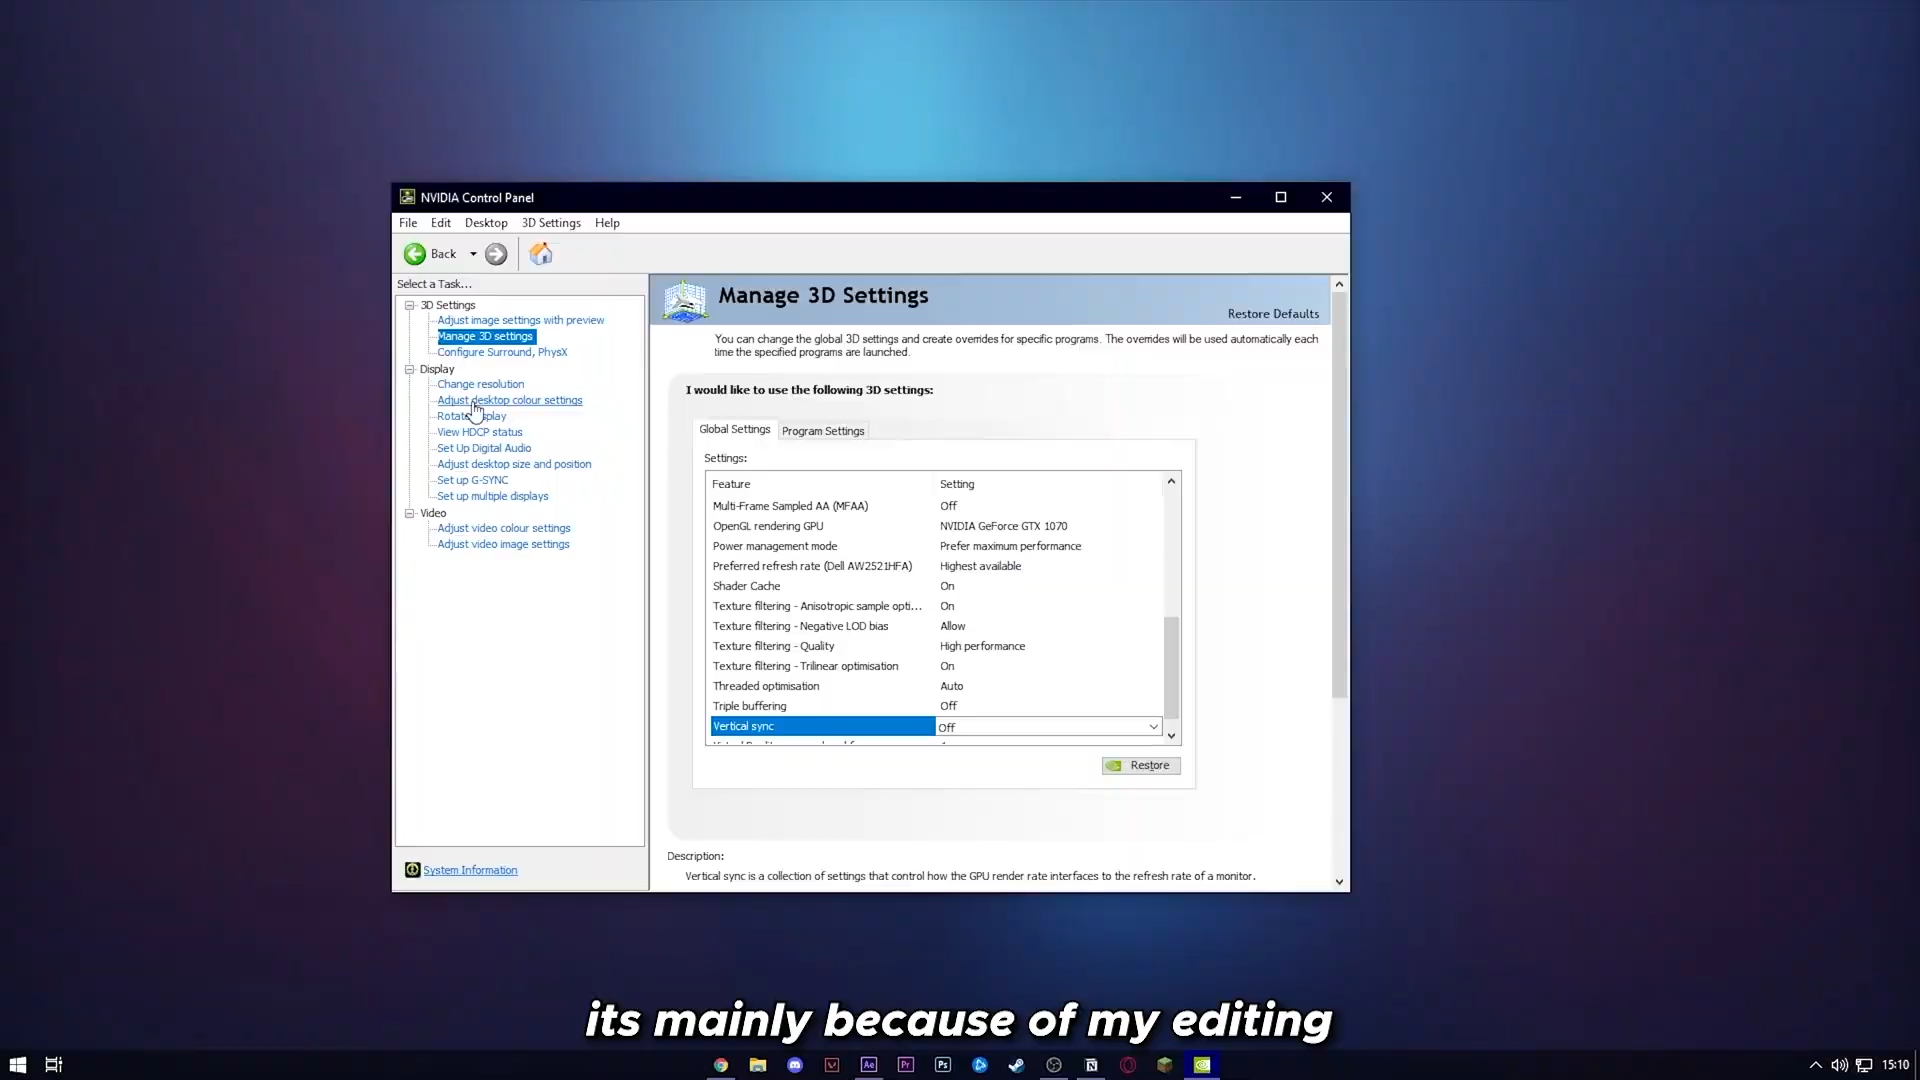 NVIDIA Control Panel
File Edit Desktop 3D Settings Help
Back
Select a Task...
3D Settings
Adjust image settings with preview
Manage 3D settings
Configure Surround, PhysX
Display
Change resolution
Adjust desktop colour settings
Rotate display
View HDCP status
Set Up Digital Audio
Adjust desktop size and position
Set up G-SYNC
Set up multiple displays
Video
Adjust video colour settings
Adjust video image settings
System Information
Manage 3D Settings
Restore Defaults
You can change the global 3D settings and create overrides for specific programs. The overrides will be used automatically each
time the specified programs are launched.
I would like to use the following 3D settings:
Global Settings Program Settings
Settings:
Feature Setting
Multi-Frame Sampled AA (MFAA) Off
OpenGL rendering GPU NVIDIA GeForce GTX 1070
Power management mode Prefer maximum performance
Preferred refresh rate (Dell AW2521HFA) Highest available
Shader Cache On
Texture filtering - Anisotropic sample opti... On
Texture filtering - Negative LOD bias Allow
Texture filtering - Quality High performance
Texture filtering - Trilinear optimisation On
Threaded optimisation Auto
Triple buffering Off
Vertical sync Off
Restore
Description:
Vertical sync is a collection of settings that control how the GPU render rate interfaces to the refresh rate of a monitor.
its mainly because of my editing
Ae Pr Ps
15:10